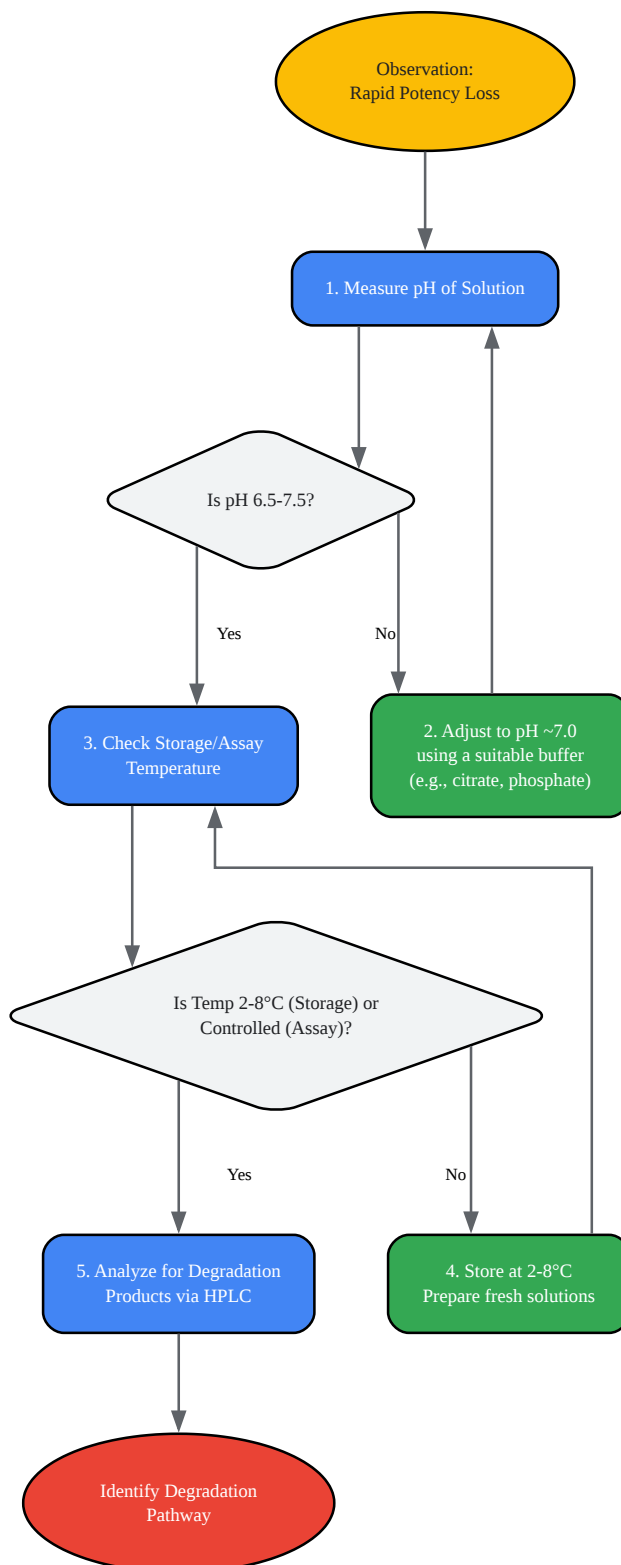 Observation:
Rapid Potency Loss
1. Measure pH of Solution
Is pH 6.5-7.5?
Yes
No
3. Check Storage/Assay
Temperature
2. Adjust to pH ~7.0
using a suitable buffer
(e.g., citrate, phosphate)
Is Temp 2-8°C (Storage) or
Controlled (Assay)?
Yes
No
5. Analyze for Degradation
Products via HPLC
4. Store at 2-8°C
Prepare fresh solutions
Identify Degradation
Pathway